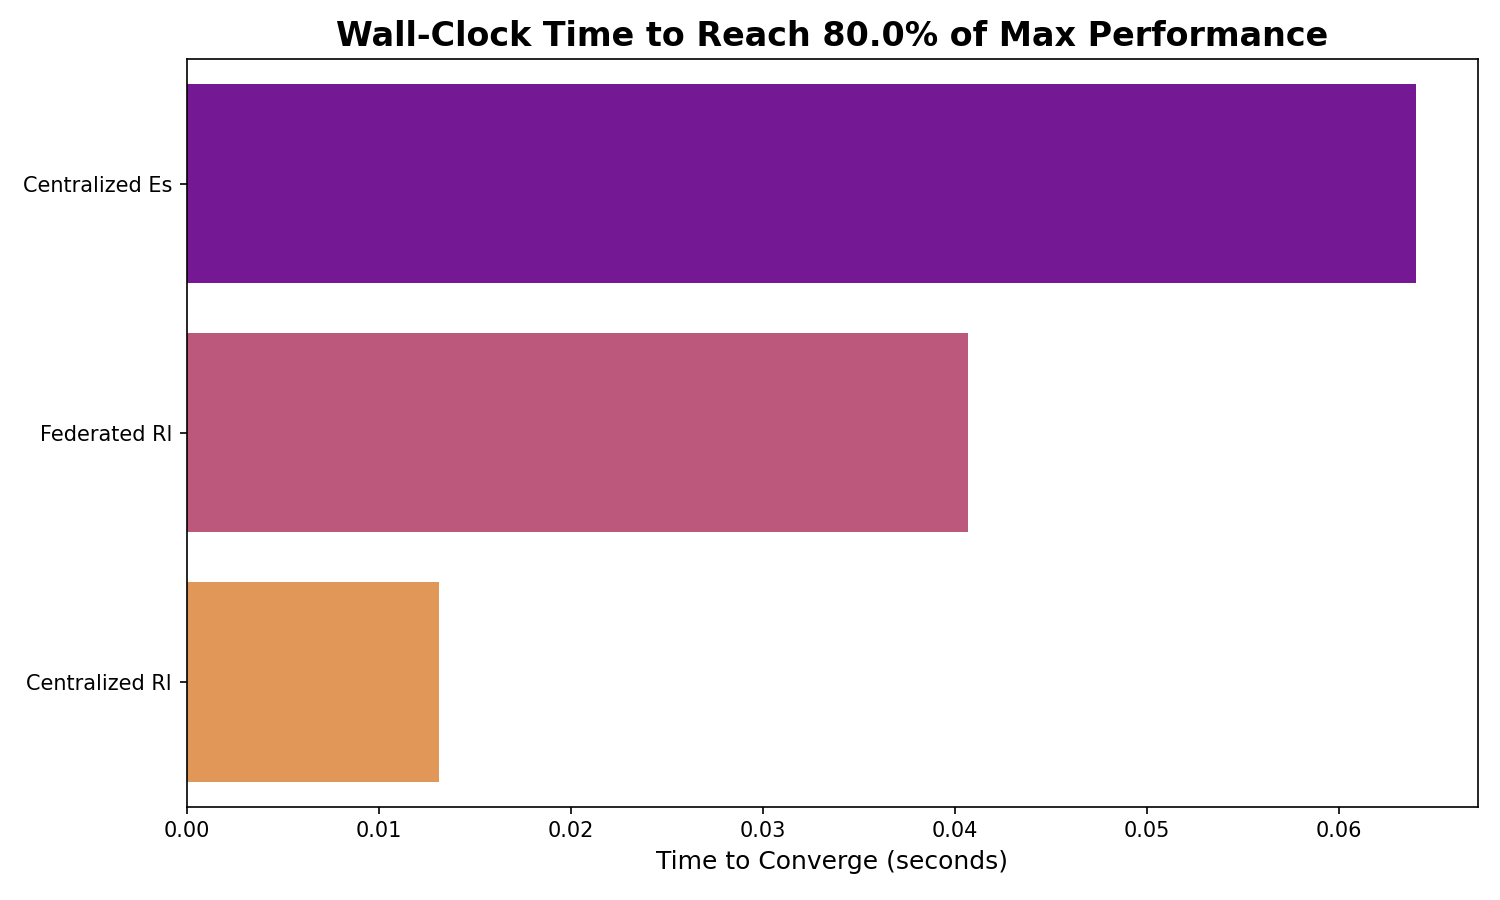 Wall-Clock Time to Reach 80.0% of Max Performance
Centralized Es
Federated Rl
Centralized Rl
0.00 0.01 0.02 0.03 0.04 0.05 0.06
Time to Converge (seconds)